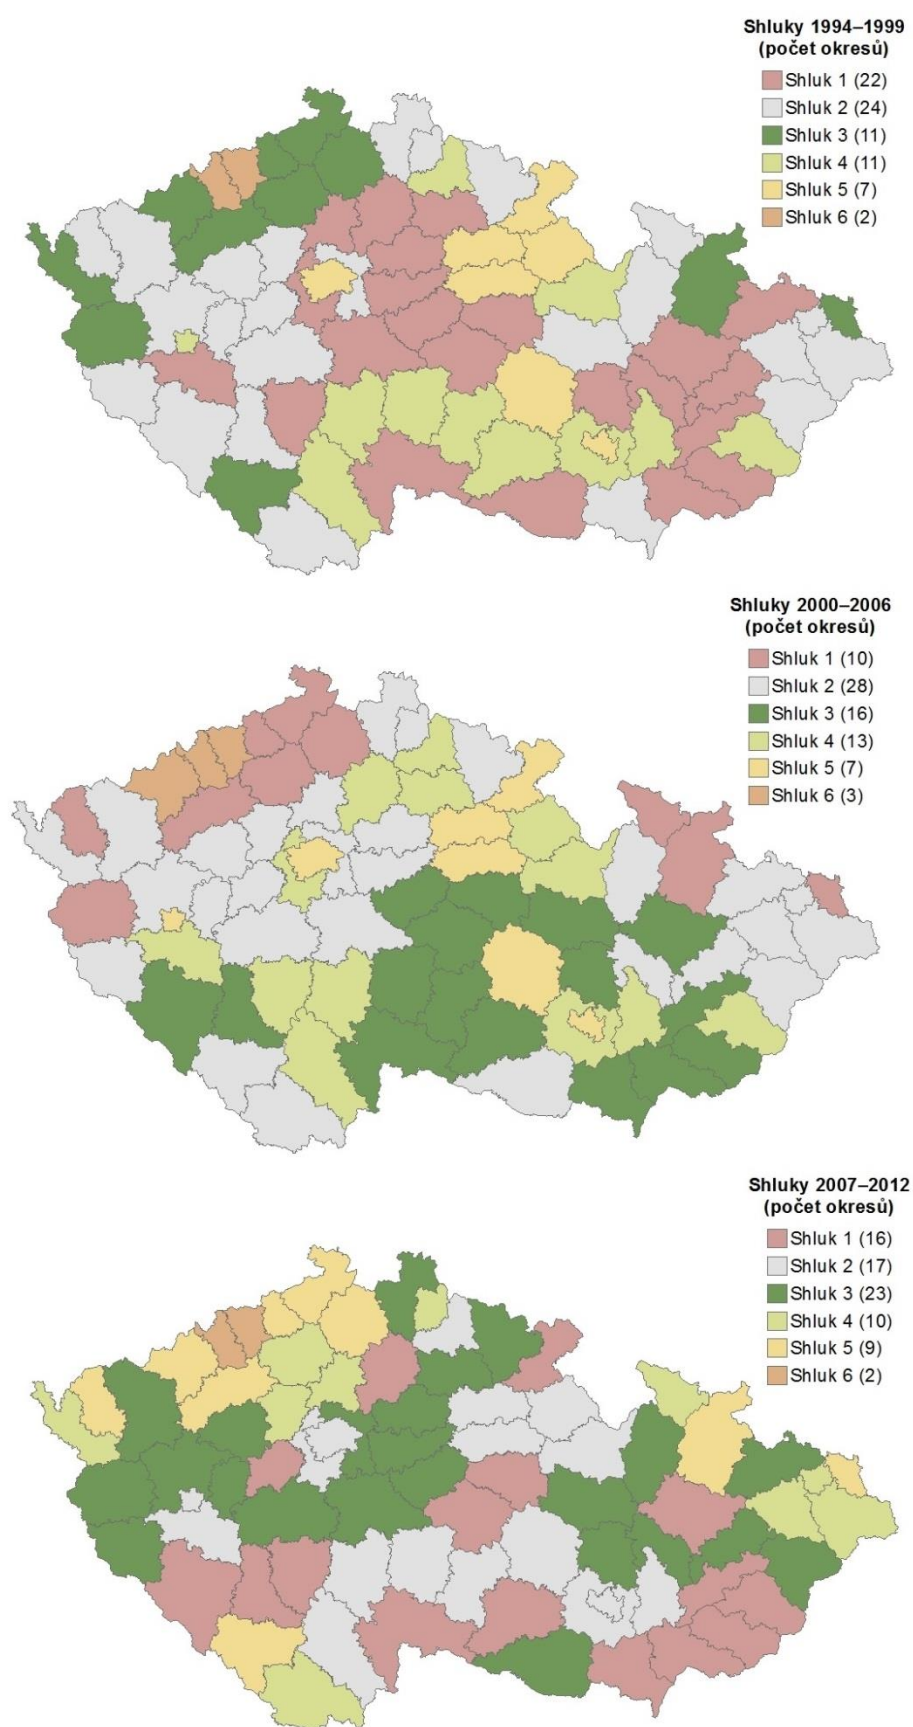 Shluky 1994–1999
(počet okresů)
Shluk 1 (22)
Shluk 2 (24)
Shluk 3 (11)
Shluk 4 (11)
Shluk 5 (7)
Shluk 6 (2)
Shluky 2000–2006
(počet okresů)
Shluk 1 (10)
Shluk 2 (28)
Shluk 3 (16)
Shluk 4 (13)
Shluk 5 (7)
Shluk 6 (3)
Shluky 2007–2012
(počet okresů)
Shluk 1 (16)
Shluk 2 (17)
Shluk 3 (23)
Shluk 4 (10)
Shluk 5 (9)
Shluk 6 (2)